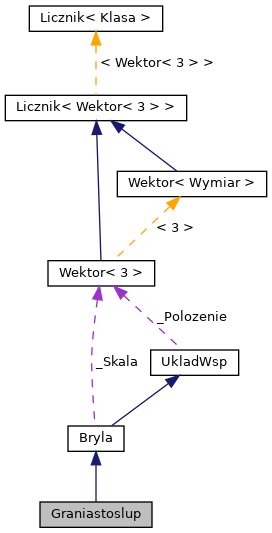 Licznik< Klasa >
< Wektor< 3 > >
Licznik< Wektor< 3 > >
Wektor< Wymiar >
< 3 >
Wektor< 3 >
_Polozenie
_Skala
UkladWsp
Bryla
Graniastoslup